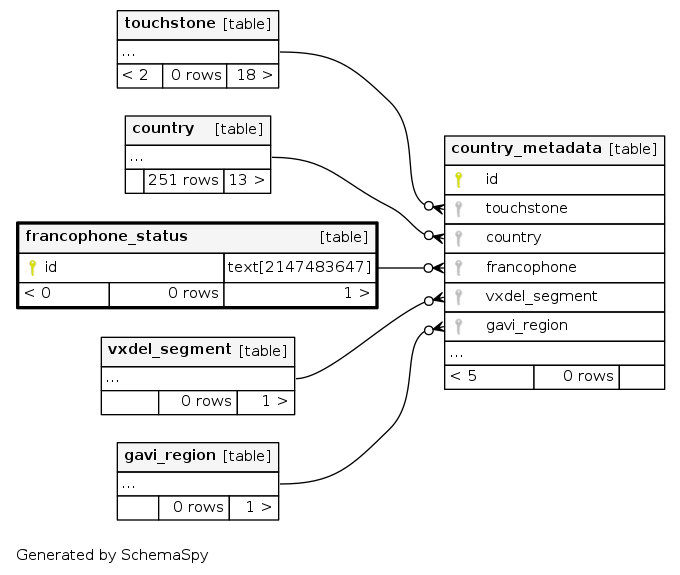 touchstone [table]
...
< 2 0 rows 18 >
country [table]
...
251 rows 13 >
francophone_status [table]
id text[2147483647]
< 0 0 rows 1 >
vxdel_segment [table]
...
0 rows 1 >
gavi_region [table]
...
0 rows 1 >
country_metadata [table]
id
touchstone
country
francophone
vxdel_segment
gavi_region
...
< 5 0 rows
Generated by SchemaSpy